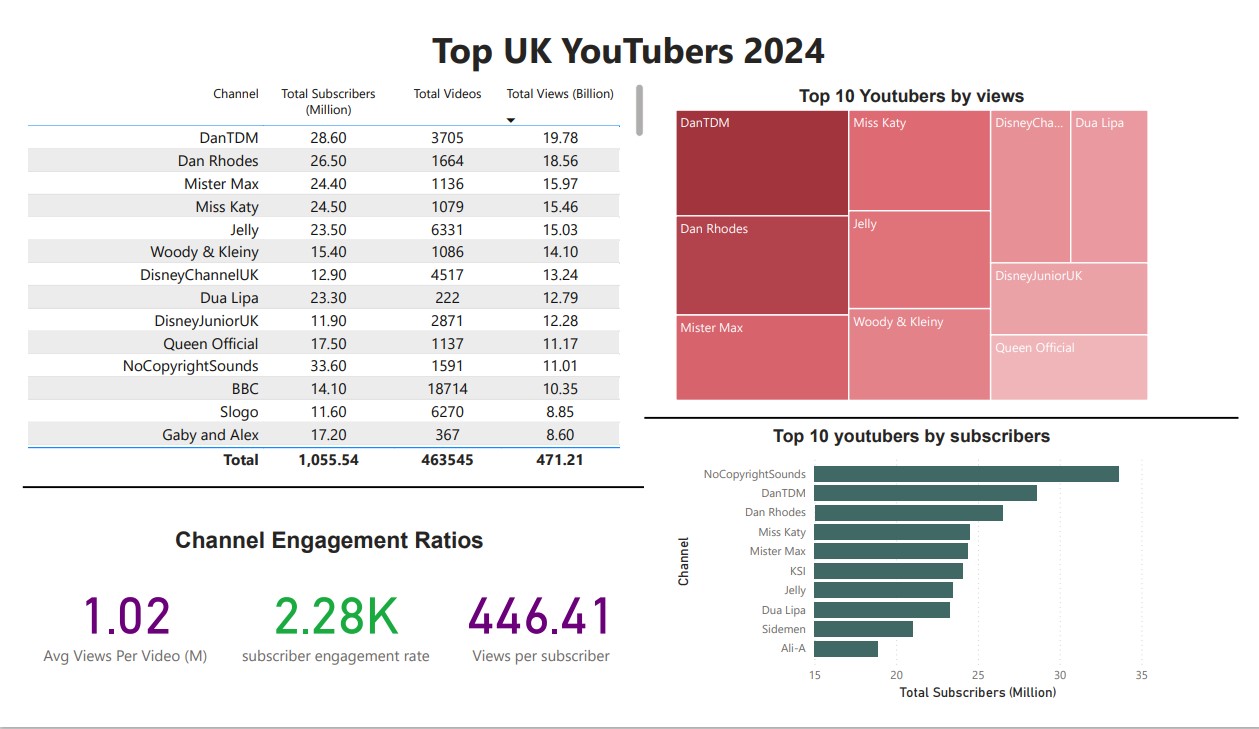 Top UK YouTubers 2024
Channel Total Subscribers (Million) Total Videos Total Views (Billion)
DanTDM 28.60 3705 19.78
Dan Rhodes 26.50 1664 18.56
Mister Max 24.40 1136 15.97
Miss Katy 24.50 1079 15.46
Jelly 23.50 6331 15.03
Woody & Kleiny 15.40 1086 14.10
DisneyChannelUK 12.90 4517 13.24
Dua Lipa 23.30 222 12.79
DisneyJuniorUK 11.90 2871 12.28
Queen Official 17.50 1137 11.17
NoCopyrightSounds 33.60 1591 11.01
BBC 14.10 18714 10.35
Slogo 11.60 6270 8.85
Gaby and Alex 17.20 367 8.60
Total 1,055.54 463545 471.21
Top 10 Youtubers by views
DanTDM
Dan Rhodes
Mister Max
Miss Katy
Jelly
Woody & Kleiny
DisneyCha...
Dua Lipa
DisneyJuniorUK
Queen Official
Channel Engagement Ratios
1.02
Avg Views Per Video (M)
2.28K
subscriber engagement rate
446.41
Views per subscriber
Top 10 youtubers by subscribers
Channel
NoCopyrightSounds
DanTDM
Dan Rhodes
Miss Katy
Mister Max
KSI
Jelly
Dua Lipa
Sidemen
Ali-A
15 20 25 30 35
Total Subscribers (Million)